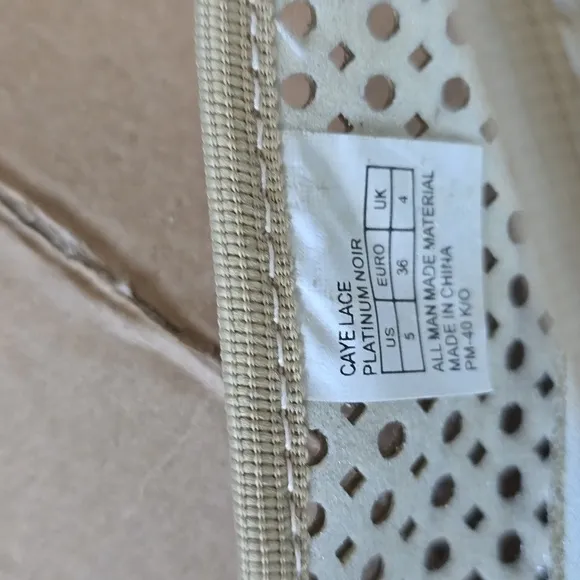 CAYE LACE
PLATINUM NOIR
US EURO UK
5 36 4
ALL MAN MADE MATERIAL
MADE IN CHINA
PM-40 K/O